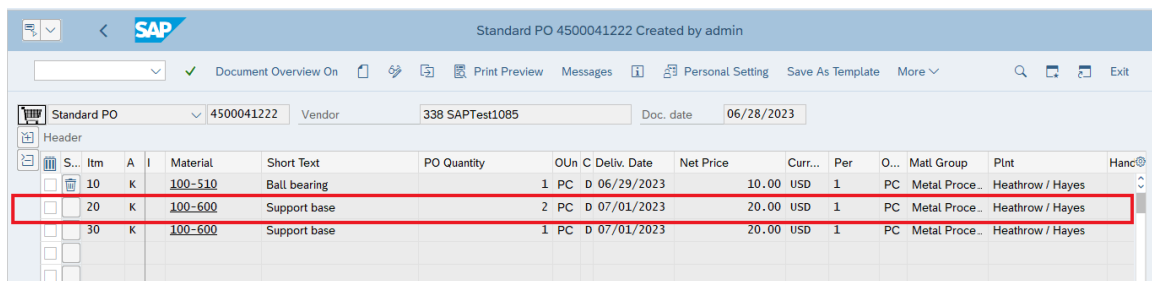 SAP Standard PO 4500041222 Created by admin
Document Overview On Print Preview Messages Personal Setting Save As Template More Exit
Standard PO 4500041222 Vendor 338 SAPTest1085 Doc. date 06/28/2023
Header
S... Itm A I Material Short Text PO Quantity OUn C Deliv. Date Net Price Curr... Per O... Matl Group Plnt Hanc
10 K 100-510 Ball bearing 1 PC D 06/29/2023 10.00 USD 1 PC Metal Proce... Heathrow / Hayes
20 K 100-600 Support base 2 PC D 07/01/2023 20.00 USD 1 PC Metal Proce... Heathrow / Hayes
30 K 100-600 Support base 1 PC D 07/01/2023 20.00 USD 1 PC Metal Proce... Heathrow / Hayes